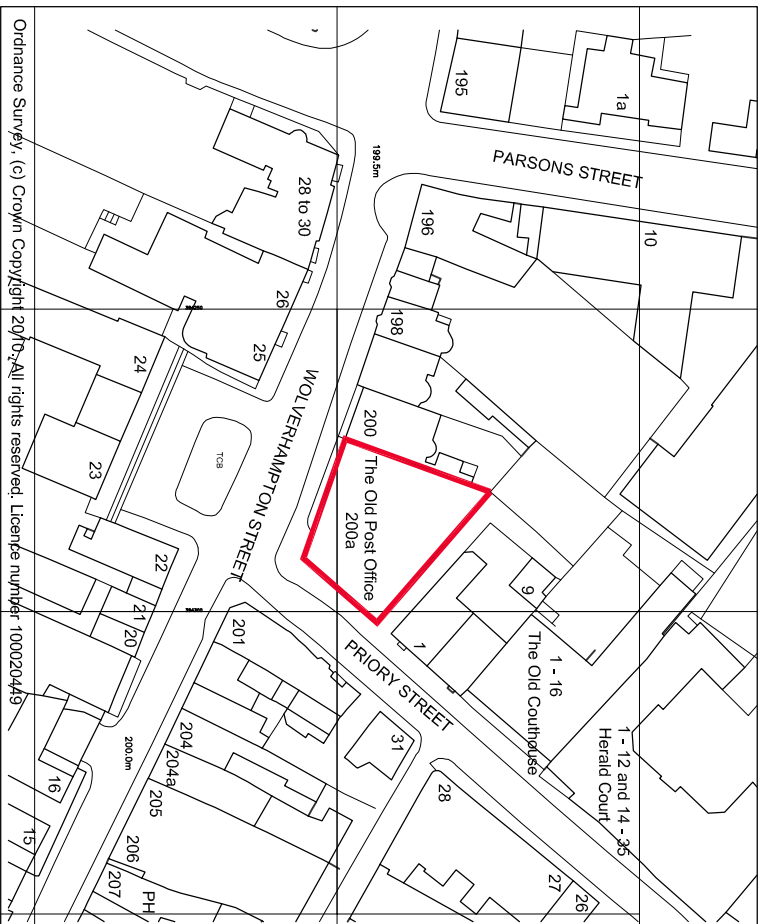 195
1a
PARSONS STREET
199.5m
196
10
28 to 30
26
198
25
WOLVERHAMPTON STREET
24
200
The Old Post Office
200a
TCB
23
9
1 - 16
The Old Couthouse
22
21
20
201
PRIORY STREET
1 - 12 and 14 - 35
Herald Court
31
28
204
204a
200.0m
205
16
15
206
207
PH
27
26
Ordnance Survey, (c) Crown Copyright 2010. All rights reserved. Licence number 100020449